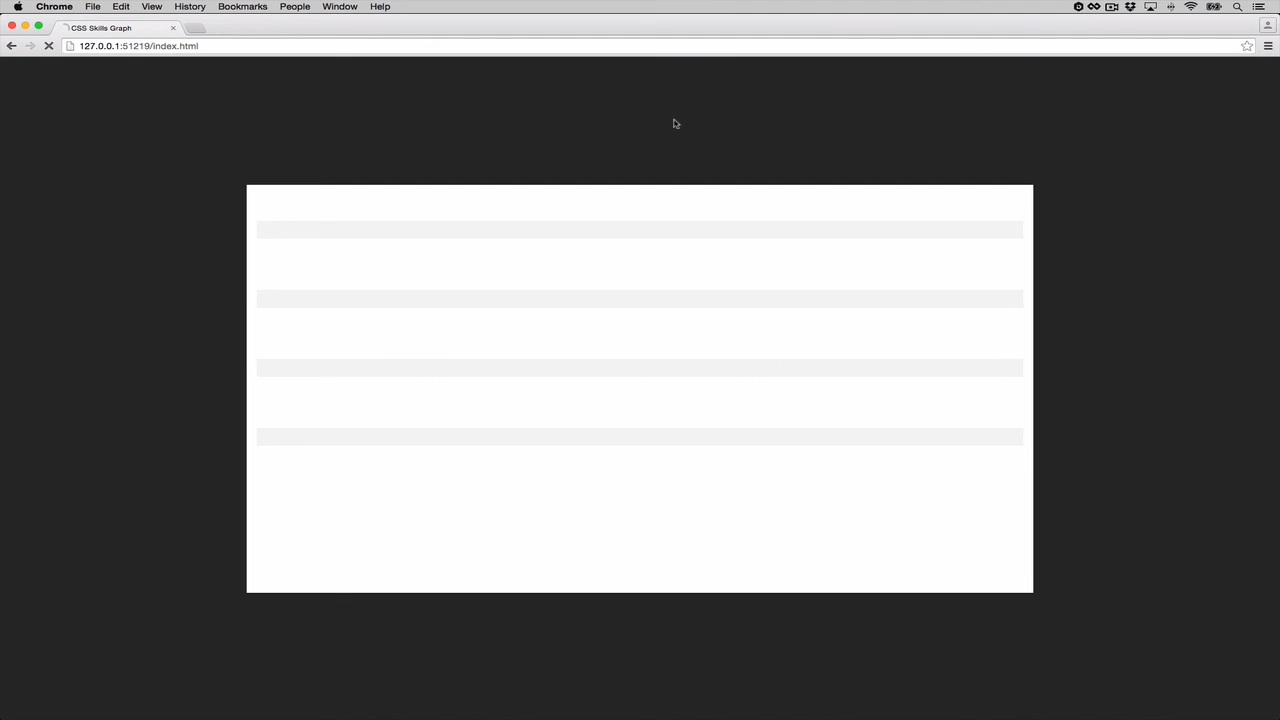 Chrome File Edit View History Bookmarks People Window Help
CSS Skills Graph
127.0.0.1:51219/index.html